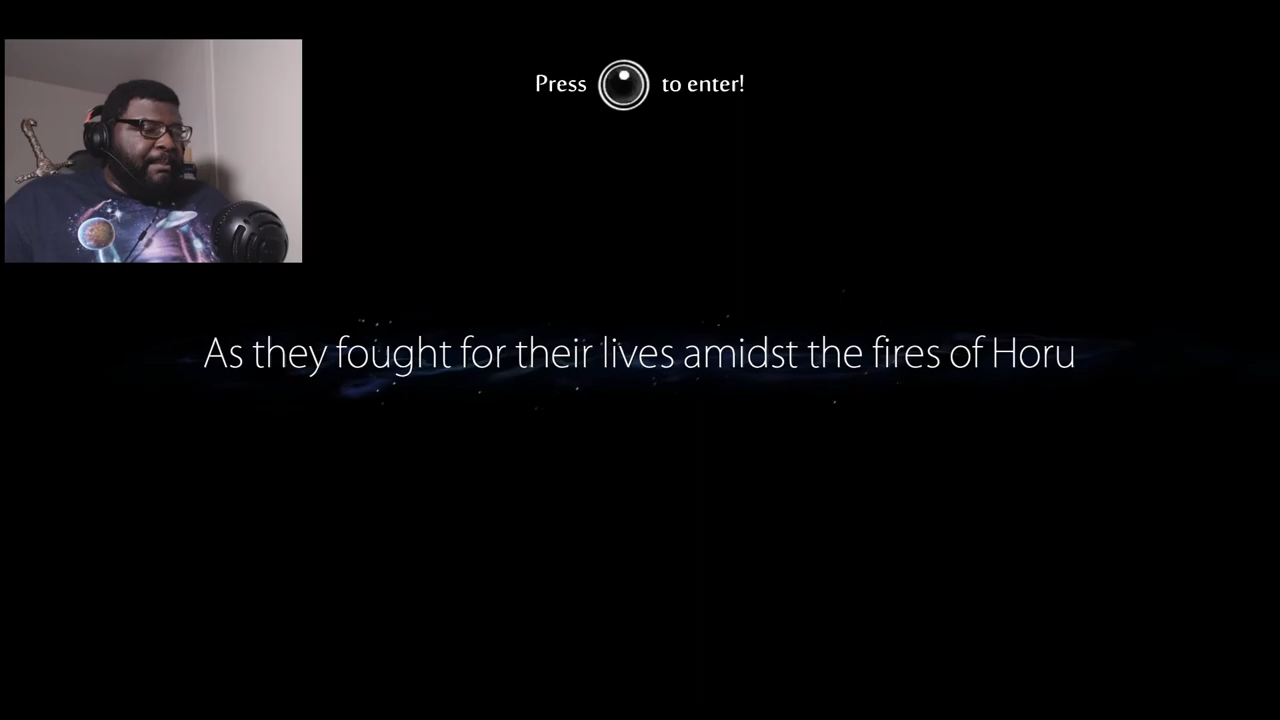 Press to enter!
As they fought for their lives amidst the fires of Horu